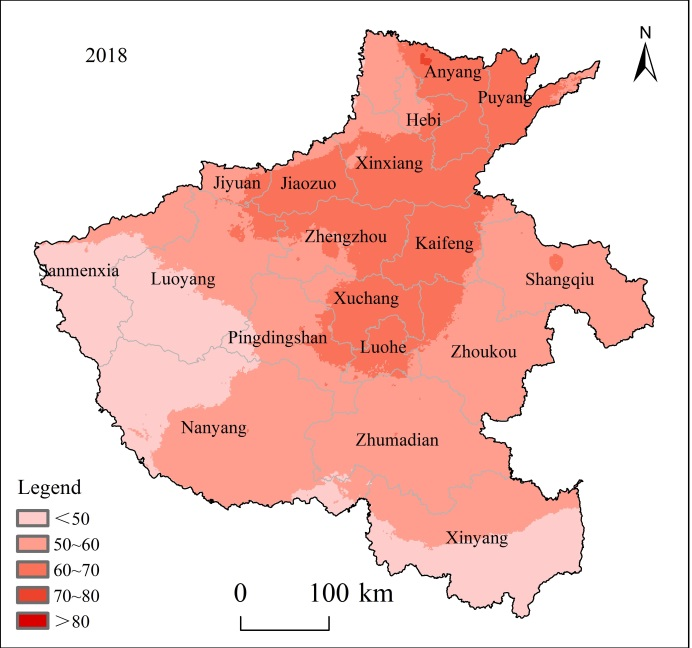 N
2018
Anyang
Puyang
Hebi
Xinxiang
Jiyuan
Jiaozuo
Zhengzhou
Kaifeng
Sanmenxia
Luoyang
Shangqiu
Xuchang
Pingdingshan
Luohe
Zhoukou
Nanyang
Zhumadian
Xinyang
Legend
<50
50~60
60~70
70~80
>80
0 100 km